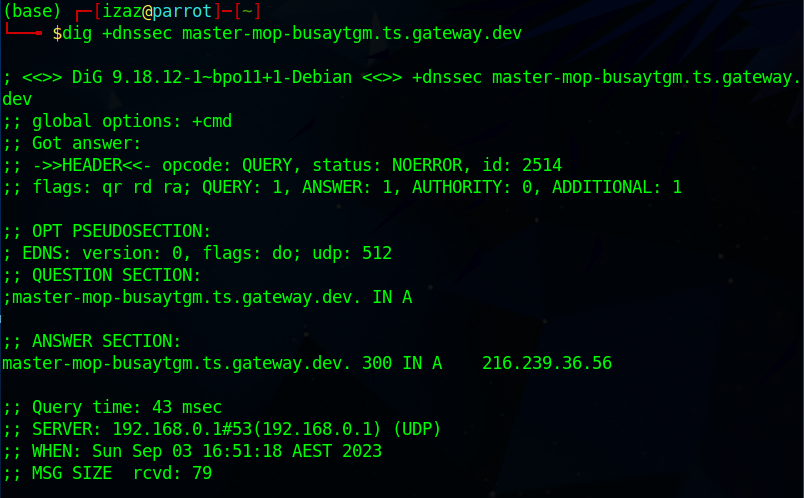 (base) ┌─[izaz@parrot]─[~]
└──╼ $dig +dnssec master-mop-busaytgm.ts.gateway.dev
; <<>> DiG 9.18.12-1~bpo11+1-Debian <<>> +dnssec master-mop-busaytgm.ts.gateway.
dev
;; global options: +cmd
;; Got answer:
;; ->>HEADER<<- opcode: QUERY, status: NOERROR, id: 2514
;; flags: qr rd ra; QUERY: 1, ANSWER: 1, AUTHORITY: 0, ADDITIONAL: 1
;; OPT PSEUDOSECTION:
; EDNS: version: 0, flags: do; udp: 512
;; QUESTION SECTION:
;master-mop-busaytgm.ts.gateway.dev. IN A
;; ANSWER SECTION:
master-mop-busaytgm.ts.gateway.dev. 300 IN A    216.239.36.56
;; Query time: 43 msec
;; SERVER: 192.168.0.1#53(192.168.0.1) (UDP)
;; WHEN: Sun Sep 03 16:51:18 AEST 2023
;; MSG SIZE  rcvd: 79